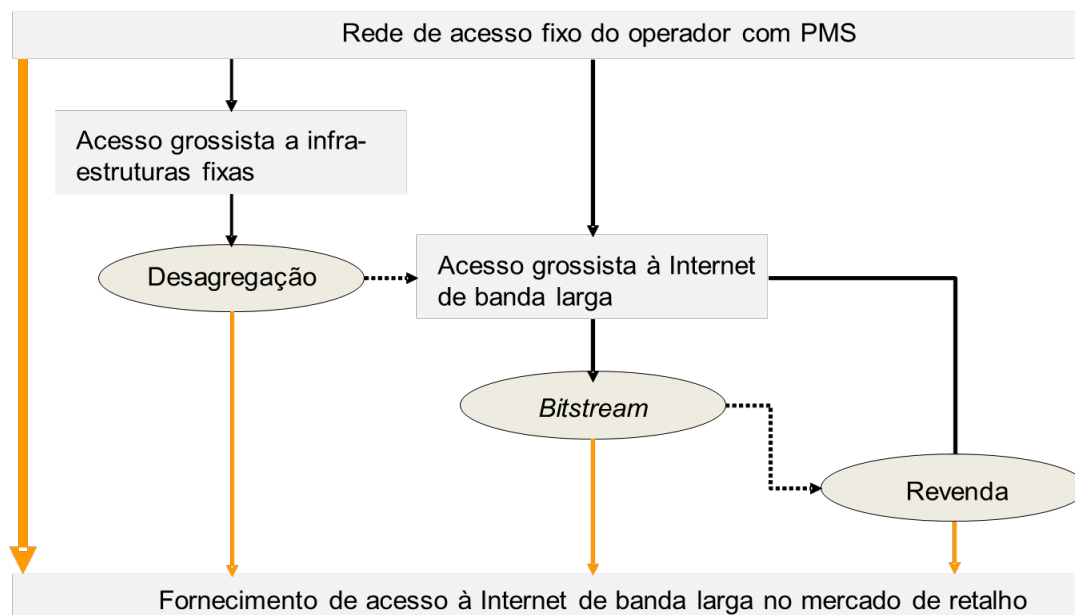 Rede de acesso fixo do operador com PMS
Acesso grossista a infra-
estruturas fixas
Desagregação
Acesso grossista à Internet
de banda larga
Bitstream
Revenda
Fornecimento de acesso à Internet de banda larga no mercado de retalho